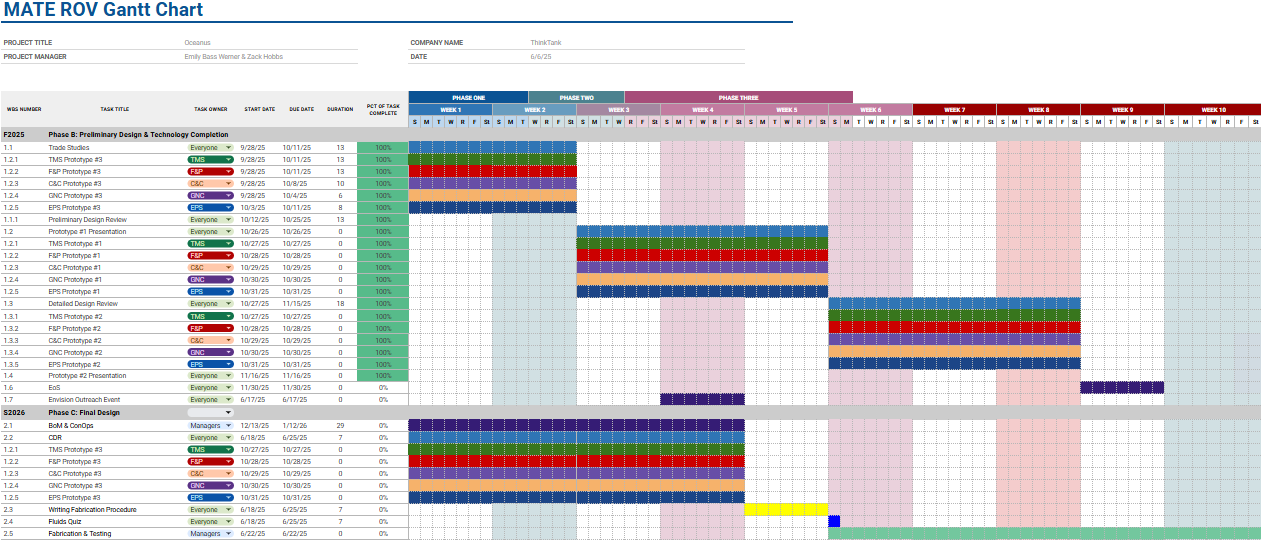 MATE ROV Gantt Chart
PROJECT TITLE Oceanus COMPANY NAME ThinkTank
PROJECT MANAGER Emily Bass Worner & Zack Hobbs DATE 6/6/25
PHASE ONE PHASE TWO PHASE THREE
WBS NUMBER TASK TITLE TASK OWNER START DATE DUE DATE DURATION PCT OF TASK COMPLETE WEEK 1 WEEK 2 WEEK 3 WEEK 4 WEEK 5 WEEK 6 WEEK 7 WEEK 8 WEEK 9 WEEK 10
S M T W R F St S M T W R F St S M T W R F St S M T W R F St S M T W R F St S M T W R F St S M T W R F St S M T W R F St S M T W R F St S M T W R F St
F2025 Phase B: Preliminary Design & Technology Completion
1.1 Trade Studies Everyone 9/28/25 10/11/25 13 100%
1.2.1 TMS Prototype #3 TMS 9/28/25 10/11/25 13 100%
1.2.2 F&P Prototype #3 F&P 9/28/25 10/11/25 13 100%
1.2.3 C&C Prototype #3 C&C 9/28/25 10/8/25 10 100%
1.2.4 GNC Prototype #3 GNC 9/28/25 10/4/25 6 100%
1.2.5 EPS Prototype #3 EPS 10/3/25 10/11/25 8 100%
1.1.1 Preliminary Design Review Everyone 10/12/25 10/25/25 13 100%
1.2 Prototype #1 Presentation Everyone 10/26/25 10/26/25 0 100%
1.2.1 TMS Prototype #1 TMS 10/27/25 10/27/25 0 100%
1.2.2 F&P Prototype #1 F&P 10/28/25 10/28/25 0 100%
1.2.3 C&C Prototype #1 C&C 10/29/25 10/29/25 0 100%
1.2.4 GNC Prototype #1 GNC 10/30/25 10/30/25 0 100%
1.2.5 EPS Prototype #1 EPS 10/31/25 10/31/25 0 100%
1.3 Detailed Design Review Everyone 10/27/25 11/15/25 18 100%
1.3.1 TMS Prototype #2 TMS 10/27/25 10/27/25 0 100%
1.3.2 F&P Prototype #2 F&P 10/28/25 10/28/25 0 100%
1.3.3 C&C Prototype #2 C&C 10/29/25 10/29/25 0 100%
1.3.4 GNC Prototype #2 GNC 10/30/25 10/30/25 0 100%
1.3.5 EPS Prototype #2 EPS 10/31/25 10/31/25 0 100%
1.4 Prototype #2 Presentation Everyone 11/16/25 11/16/25 0 100%
1.6 EoS Everyone 11/30/25 11/30/25 0 0%
1.7 Envision Outreach Event Everyone 6/17/25 6/17/25 0 0%
S2026 Phase C: Final Design
2.1 BoM & ConOps Managers 12/13/25 1/12/26 29 0%
2.2 CDR Everyone 6/18/25 6/25/25 7 0%
1.2.1 TMS Prototype #3 TMS 10/27/25 10/27/25 0 0%
1.2.2 F&P Prototype #3 F&P 10/28/25 10/28/25 0 0%
1.2.3 C&C Prototype #3 C&C 10/29/25 10/29/25 0 0%
1.2.4 GNC Prototype #3 GNC 10/30/25 10/30/25 0 0%
1.2.5 EPS Prototype #3 EPS 10/31/25 10/31/25 0 0%
2.3 Writing Fabrication Procedure Everyone 6/18/25 6/25/25 7 0%
2.4 Fluids Quiz Everyone 6/18/25 6/25/25 7 0%
2.5 Fabrication & Testing Managers 6/22/25 6/22/25 0 0%